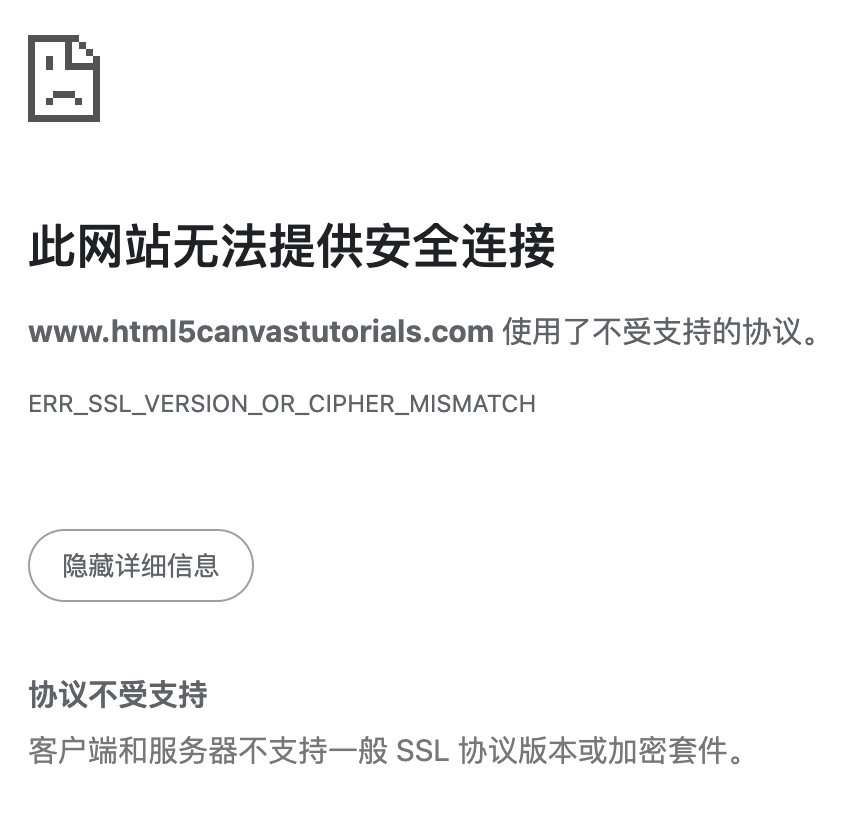 此网站无法提供安全连接
www.html5canvastutorials.com 使用了不受支持的协议。
ERR_SSL_VERSION_OR_CIPHER_MISMATCH
隐藏详细信息
协议不受支持
客户端和服务器不支持一般 SSL 协议版本或加密套件。